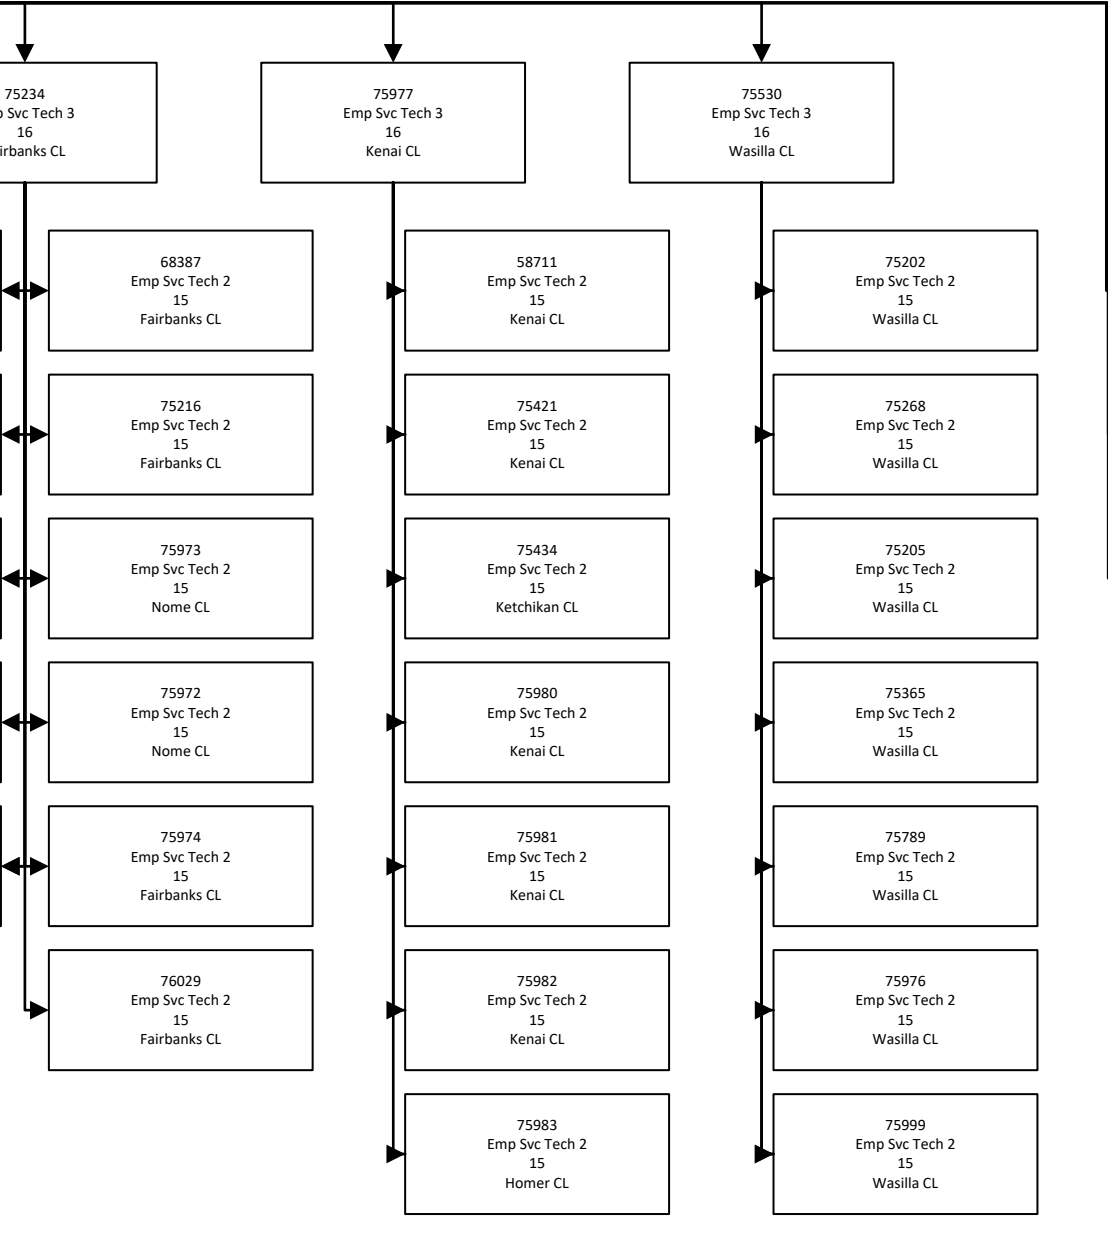 75234
Svc Tech 3
16
CL
75977
Emp Svc Tech 3
16
Kenai CL
75530
Emp Svc Tech 3
16
Wasilla CL
68387
Emp Svc Tech 2
15
Fairbanks CL
58711
Emp Svc Tech 2
15
Kenai CL
75202
Emp Svc Tech 2
15
Wasilla CL
75216
Emp Svc Tech 2
15
Fairbanks CL
75421
Emp Svc Tech 2
15
Kenai CL
75268
Emp Svc Tech 2
15
Wasilla CL
75973
Emp Svc Tech 2
15
Nome CL
75434
Emp Svc Tech 2
15
Ketchikan CL
75205
Emp Svc Tech 2
15
Wasilla CL
75972
Emp Svc Tech 2
15
Nome CL
75980
Emp Svc Tech 2
15
Kenai CL
75365
Emp Svc Tech 2
15
Wasilla CL
75974
Emp Svc Tech 2
15
Fairbanks CL
75981
Emp Svc Tech 2
15
Kenai CL
75789
Emp Svc Tech 2
15
Wasilla CL
76029
Emp Svc Tech 2
15
Fairbanks CL
75982
Emp Svc Tech 2
15
Kenai CL
75976
Emp Svc Tech 2
15
Wasilla CL
75983
Emp Svc Tech 2
15
Homer CL
75999
Emp Svc Tech 2
15
Wasilla CL